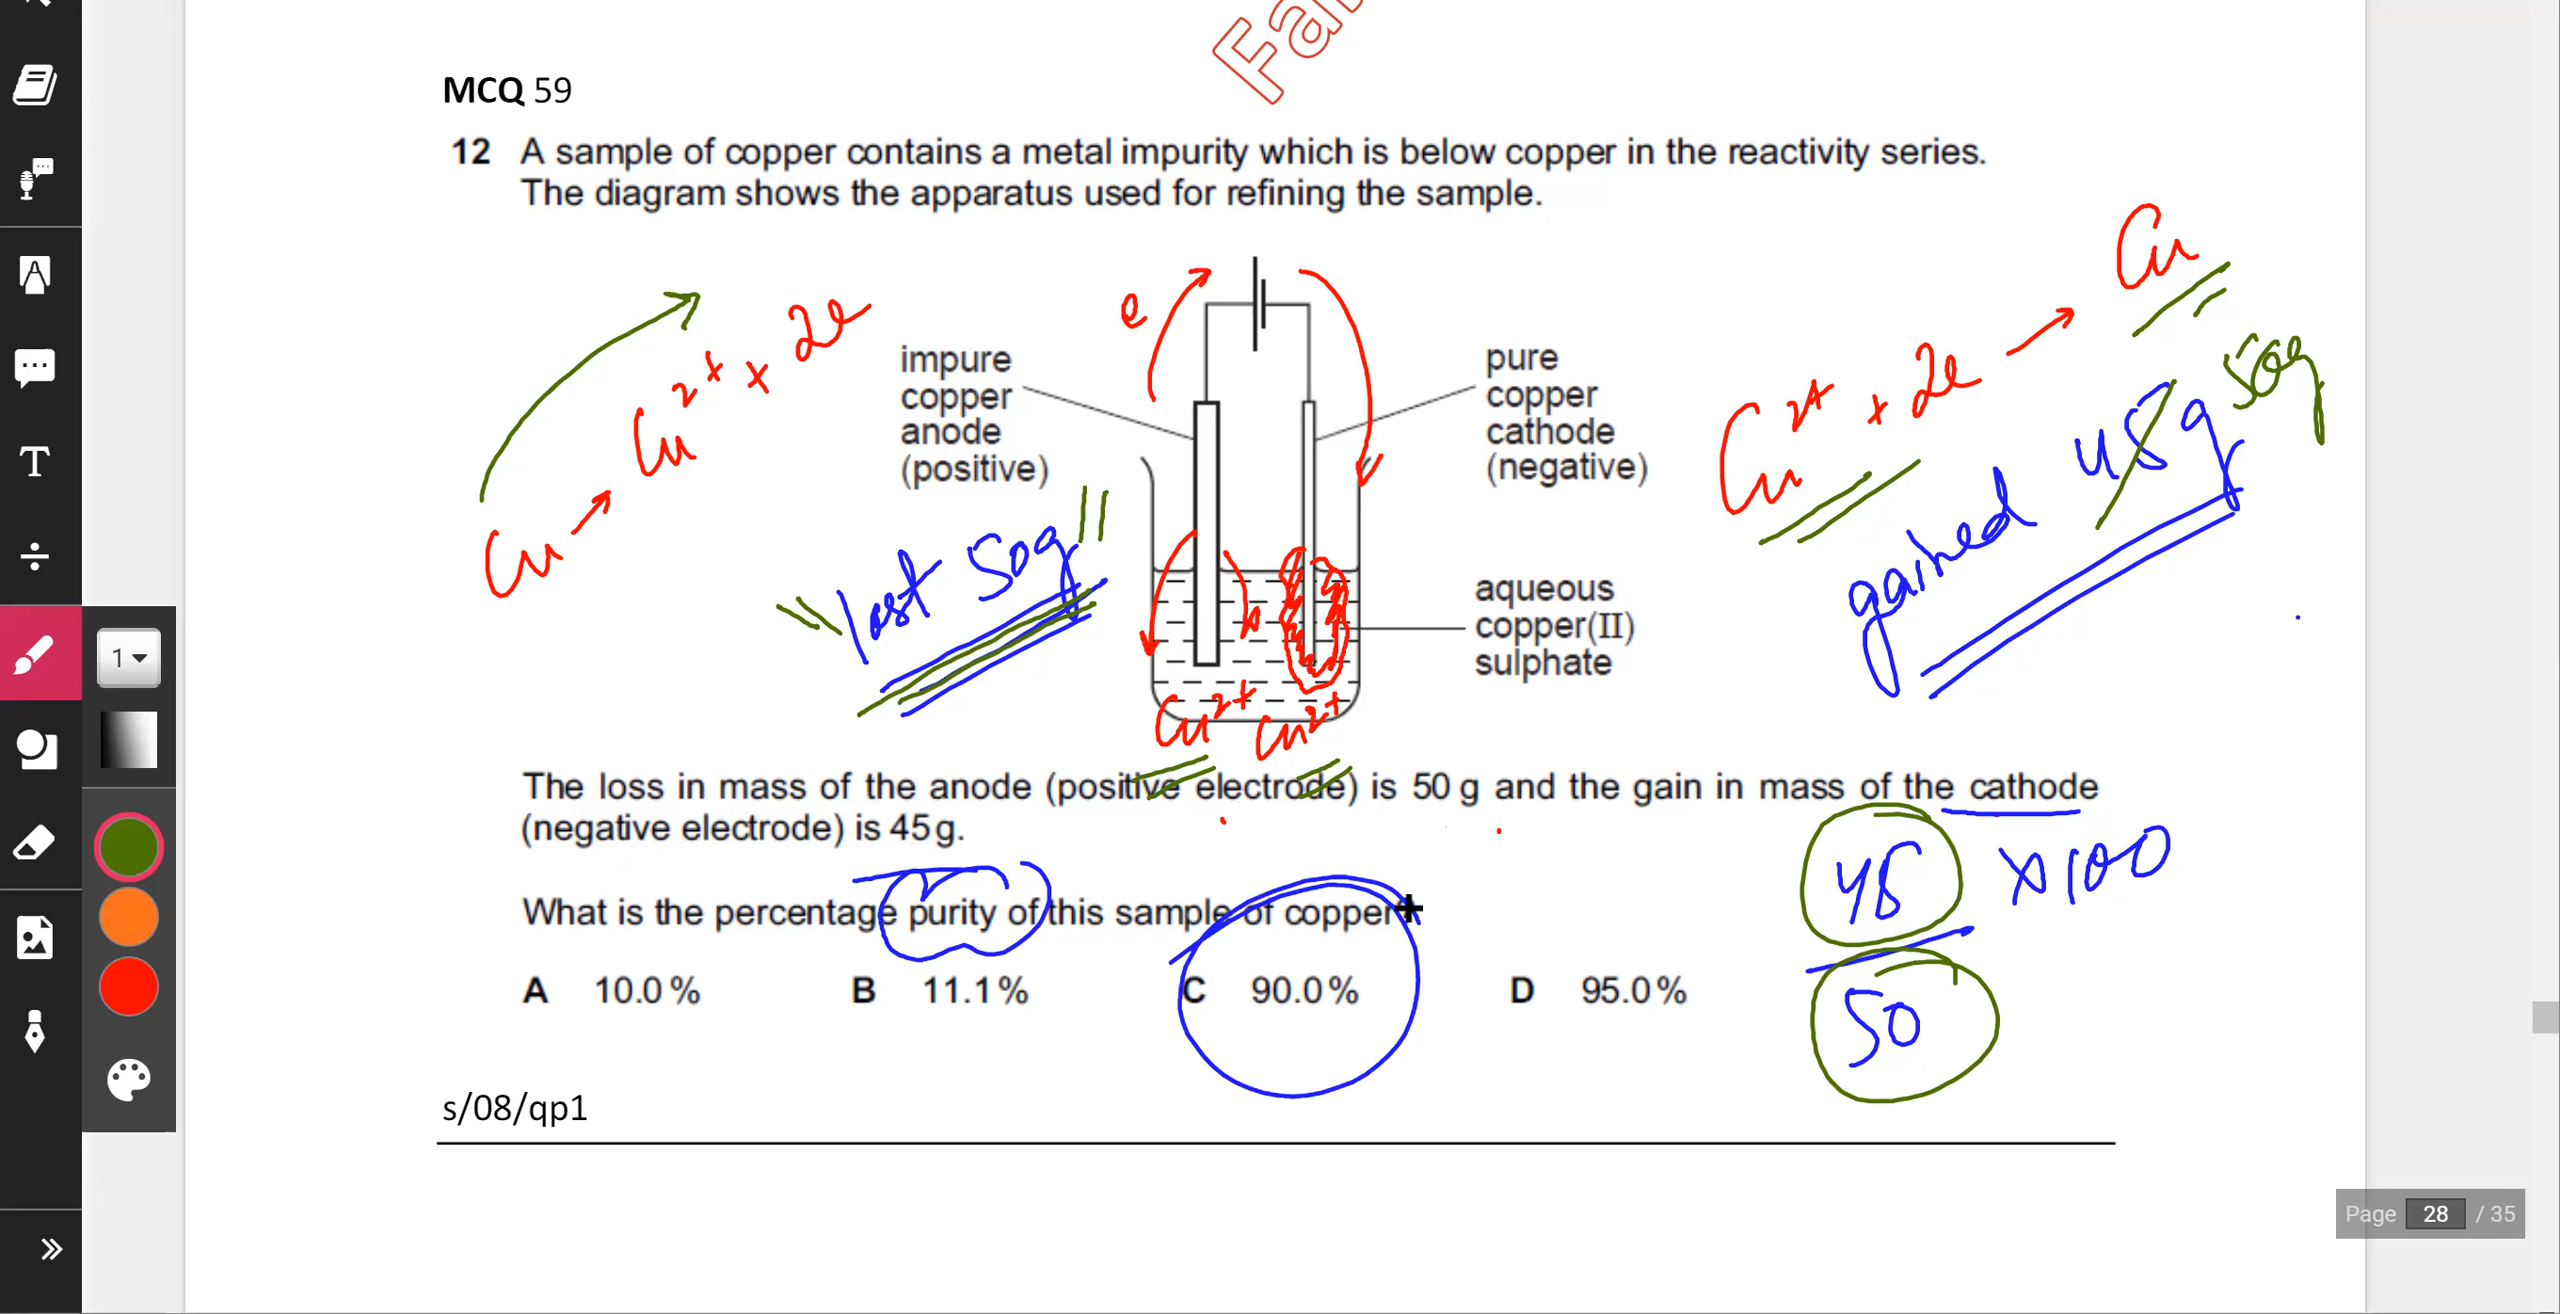 Fa
MCQ 59
12 A sample of copper contains a metal impurity which is below copper in the reactivity series.
The diagram shows the apparatus used for refining the sample.
Cu
e
Cu → Cu²⁺ + 2e
Cu²⁺ + 2e →
impure
copper
anode
(positive)
pure
copper
cathode
(negative)
50g
gained 45g
lost 50g
aqueous
copper(II)
sulphate
Cu²⁺ Cu²⁺
The loss in mass of the anode (positive electrode) is 50 g and the gain in mass of the cathode
(negative electrode) is 45 g.
45 × 100
50
What is the percentage purity of this sample of copper
A 10.0 % B 11.1 % C 90.0 % D 95.0 %
s/08/qp1
1
T
Page 28 / 35